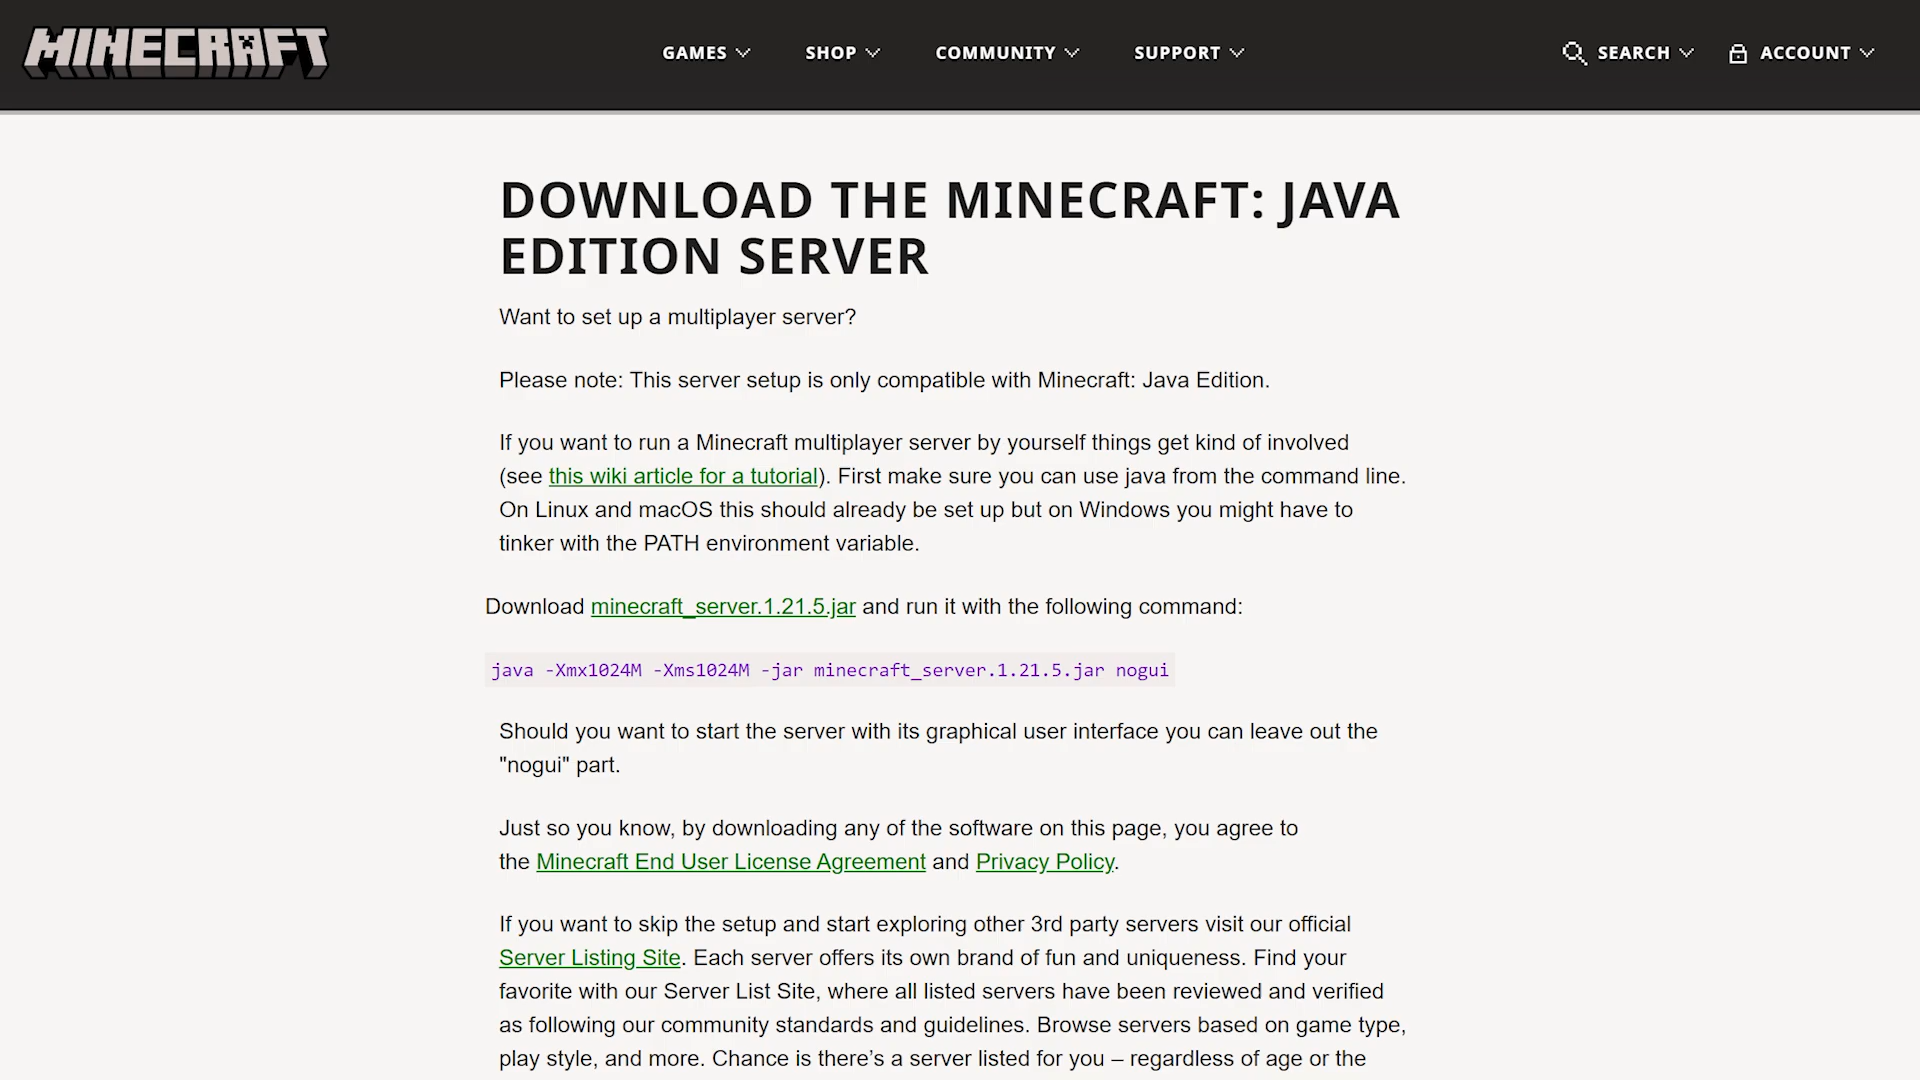 MINECRAFT
GAMES SHOP COMMUNITY SUPPORT SEARCH ACCOUNT
DOWNLOAD THE MINECRAFT: JAVA
EDITION SERVER
Want to set up a multiplayer server?
Please note: This server setup is only compatible with Minecraft: Java Edition.
If you want to run a Minecraft multiplayer server by yourself things get kind of involved
(see this wiki article for a tutorial). First make sure you can use java from the command line.
On Linux and macOS this should already be set up but on Windows you might have to
tinker with the PATH environment variable.
Download minecraft_server.1.21.5.jar and run it with the following command:
java -Xmx1024M -Xms1024M -jar minecraft_server.1.21.5.jar nogui
Should you want to start the server with its graphical user interface you can leave out the
"nogui" part.
Just so you know, by downloading any of the software on this page, you agree to
the Minecraft End User License Agreement and Privacy Policy.
If you want to skip the setup and start exploring other 3rd party servers visit our official
Server Listing Site. Each server offers its own brand of fun and uniqueness. Find your
favorite with our Server List Site, where all listed servers have been reviewed and verified
as following our community standards and guidelines. Browse servers based on game type,
play style, and more. Chance is there’s a server listed for you – regardless of age or the